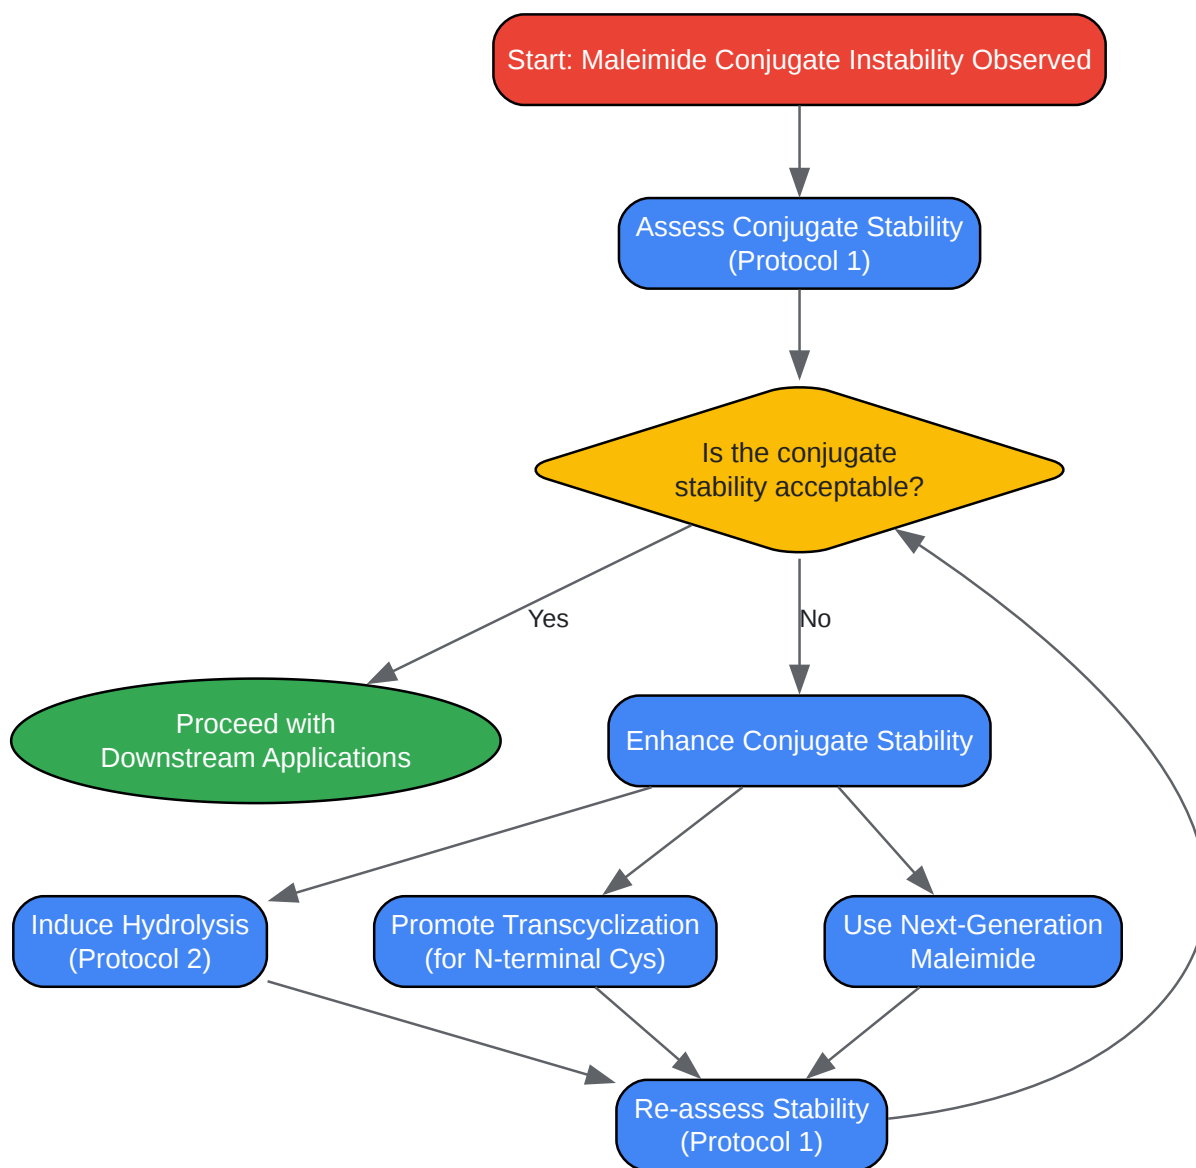 Start: Maleimide Conjugate Instability Observed
Assess Conjugate Stability
(Protocol 1)
Is the conjugate
stability acceptable?
Yes
No
Proceed with
Downstream Applications
Enhance Conjugate Stability
Induce Hydrolysis
(Protocol 2)
Promote Transcyclization
(for N-terminal Cys)
Use Next-Generation
Maleimide
Re-assess Stability
(Protocol 1)